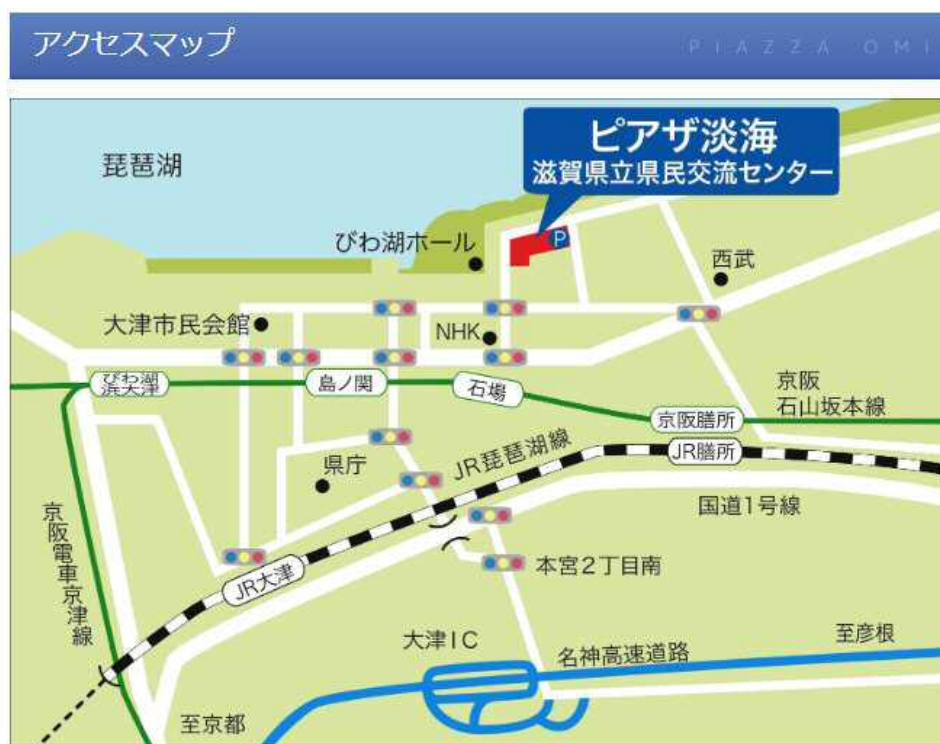 アクセスマップ
PIAZZA OMI
ピアザ淡海
滋賀県立県民交流センター
琵琶湖
P
びわ湖ホール
西武
大津市民会館
NHK
びわ湖
浜大津
島ノ関
石場
京阪膳所
京阪
石山坂本線
県庁
JR琵琶湖線
JR膳所
国道1号線
京阪電車京津線
JR大津
本宮2丁目南
大津IC
名神高速道路
至彦根
至京都